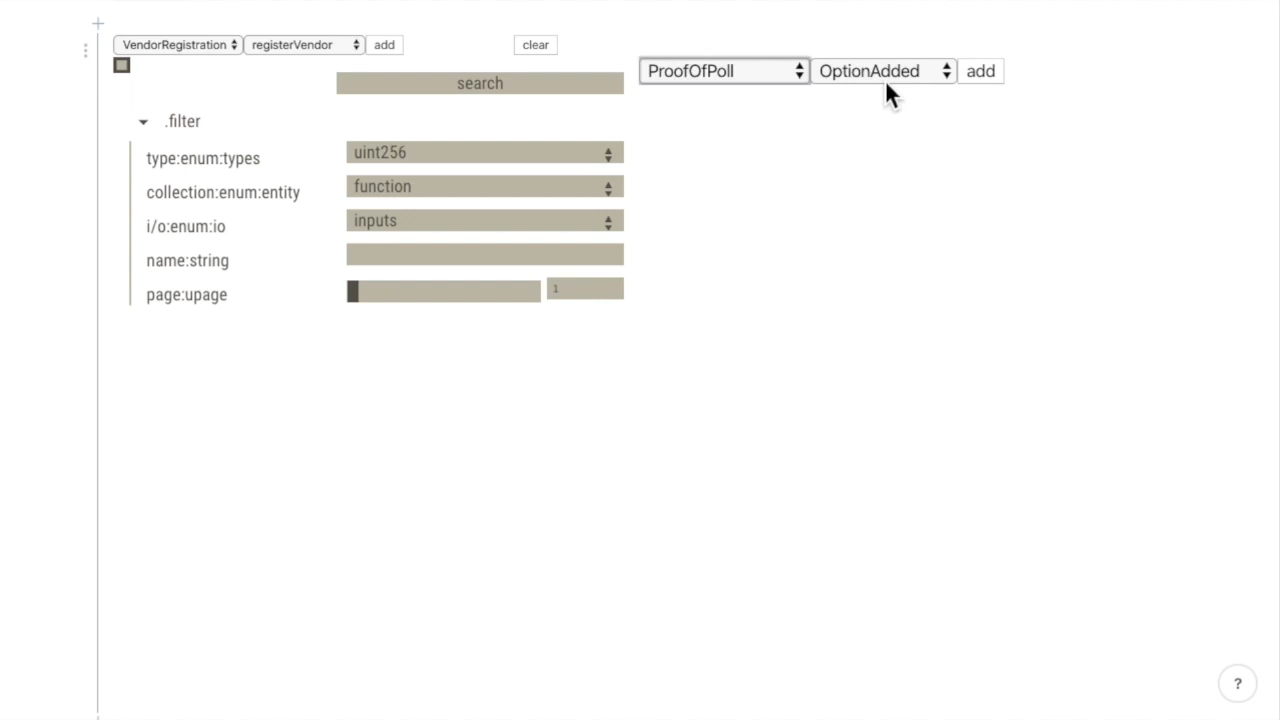 VendorRegistration registerVendor add clear
search
ProofOfPoll OptionAdded add
.filter
type:enum:types uint256
collection:enum:entity function
i/o:enum:io inputs
name:string
page:upage 1
?